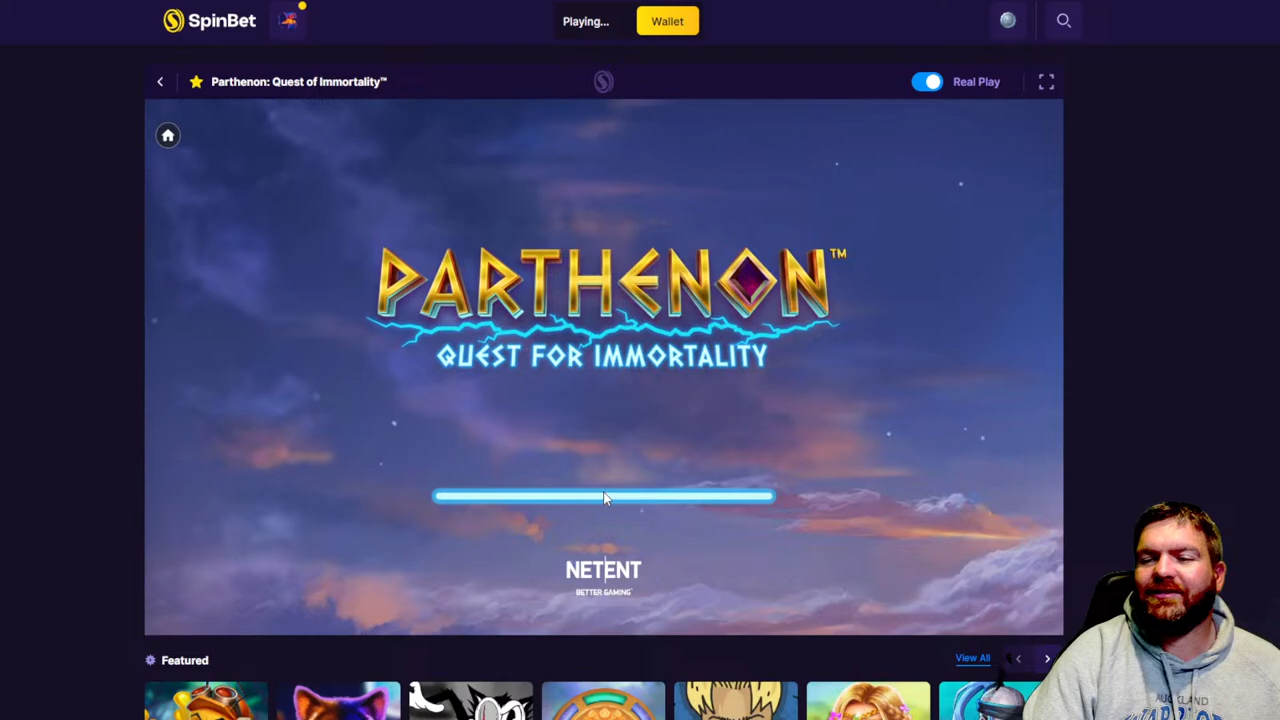 SpinBet
Playing...
Wallet
Parthenon: Quest of Immortality™
Real Play
PARTHENON™
QUEST FOR IMMORTALITY
NETENT
BETTER GAMING
Featured
View All
AUCKLAND